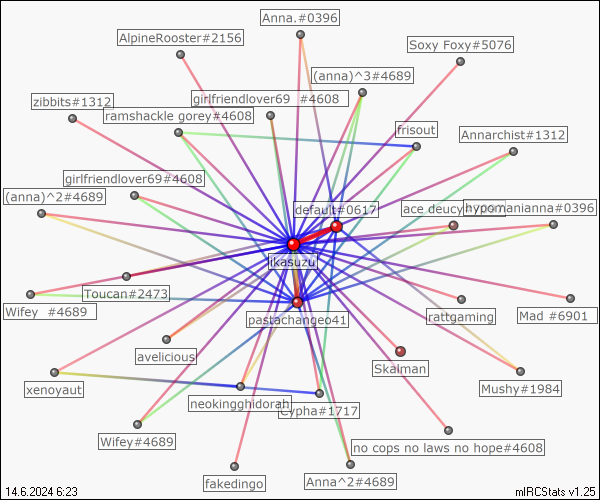 Anna.#0396
AlpineRooster#2156
Soxy Foxy#5076
(anna)^3#4689
zibbits#1312
girlfriendlover69 #4608
ramshackle gorey#4608
frisout
Annarchist#1312
girlfriendlover69#4608
(anna)^2#4689
default#0617
ace deucy
hypomanianna#0396
ikasuzu
Toucan#2473
Wifey #4689
pastachangeo41
rattgaming
Mad #6901
avelicious
Skalman
xenoyaut
Mushy#1984
neokingghidorah
Cypha#1717
Wifey#4689
no cops no laws no hope#4608
fakedingo
Anna^2#4689
14.6.2024 6:23
mIRCStats v1.25